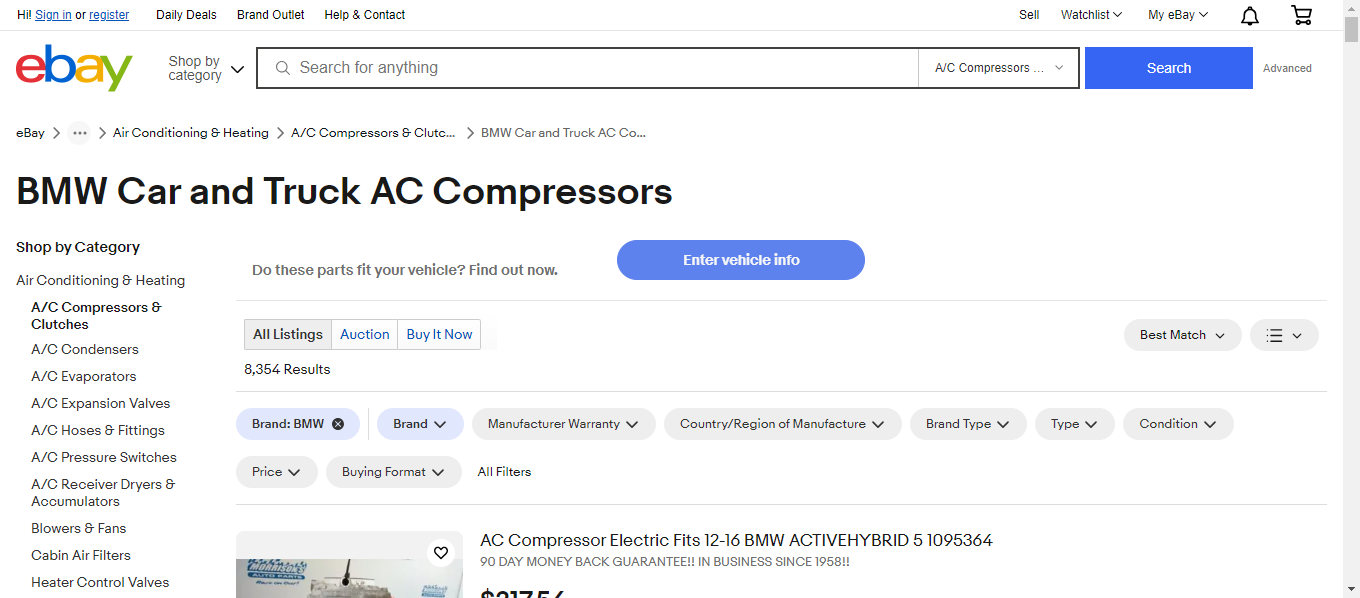 Hi! Sign in or register Daily Deals Brand Outlet Help & Contact Sell Watchlist My eBay
ebay
Shop by category
Search for anything
A/C Compressors ...
Search
Advanced
eBay ... Air Conditioning & Heating A/C Compressors & Clutc... BMW Car and Truck AC Co...
BMW Car and Truck AC Compressors
Shop by Category
Air Conditioning & Heating
A/C Compressors &
Clutches
A/C Condensers
A/C Evaporators
A/C Expansion Valves
A/C Hoses & Fittings
A/C Pressure Switches
A/C Receiver Dryers &
Accumulators
Blowers & Fans
Cabin Air Filters
Heater Control Valves
Do these parts fit your vehicle? Find out now.
Enter vehicle info
All Listings Auction Buy It Now
Best Match
8,354 Results
Brand: BMW Brand Manufacturer Warranty Country/Region of Manufacture Brand Type Type Condition
Price Buying Format All Filters
AC Compressor Electric Fits 12-16 BMW ACTIVEHYBRID 5 1095364
90 DAY MONEY BACK GUARANTEE!! IN BUSINESS SINCE 1958!!
$217.54
AUTO PARTS